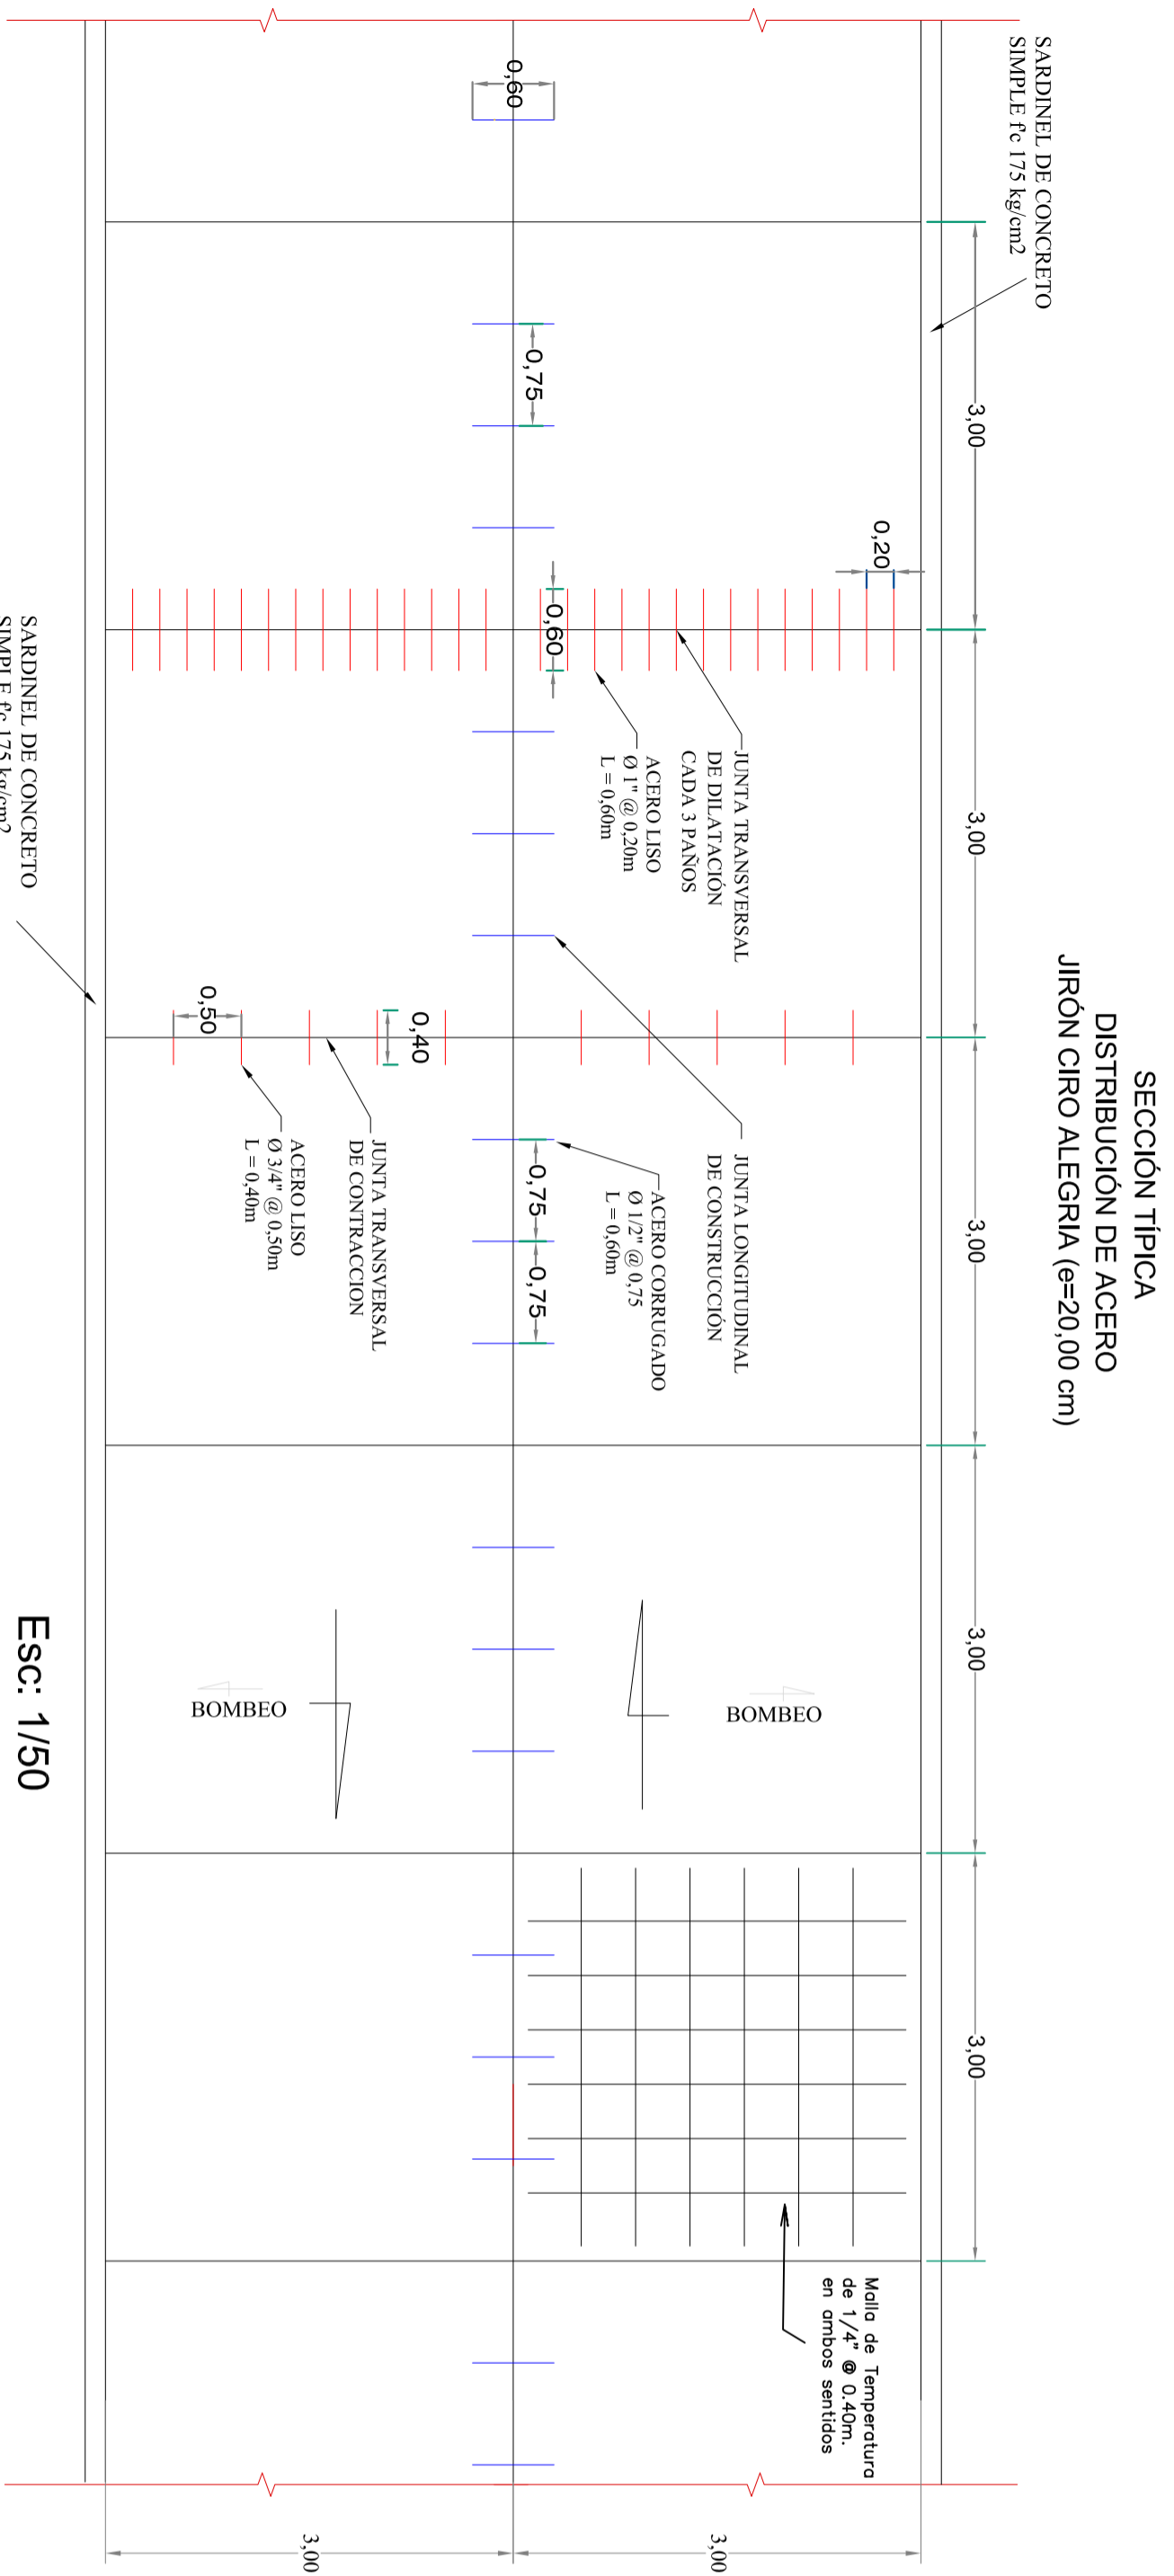 SECCIÓN TÍPICA
DISTRIBUCIÓN DE ACERO
JIRÓN CIRO ALEGRIA (e=20,00 cm)
SARDINEL DE CONCRETO
SIMPLE f'c 175 kg/cm2
3,00
3,00
3,00
3,00
3,00
0,20
0,60
0,75
0,60
JUNTA TRANSVERSAL
DE DILATACIÓN
CADA 3 PAÑOS
ACERO LISO
Ø 1" @ 0,20m
L = 0,60m
JUNTA LONGITUDINAL
DE CONSTRUCCIÓN
ACERO CORRUGADO
Ø 1/2" @ 0,75
L = 0,60m
0,75
0,75
0,40
0,50
JUNTA TRANSVERSAL
DE CONTRACCION
ACERO LISO
Ø 3/4" @ 0,50m
L = 0,40m
BOMBEO
BOMBEO
Malla de Temperatura
de 1/4" @ 0.40m.
en ambos sentidos
3,00
3,00
SARDINEL DE CONCRETO
SIMPLE f'c 175 kg/cm2
Esc: 1/50